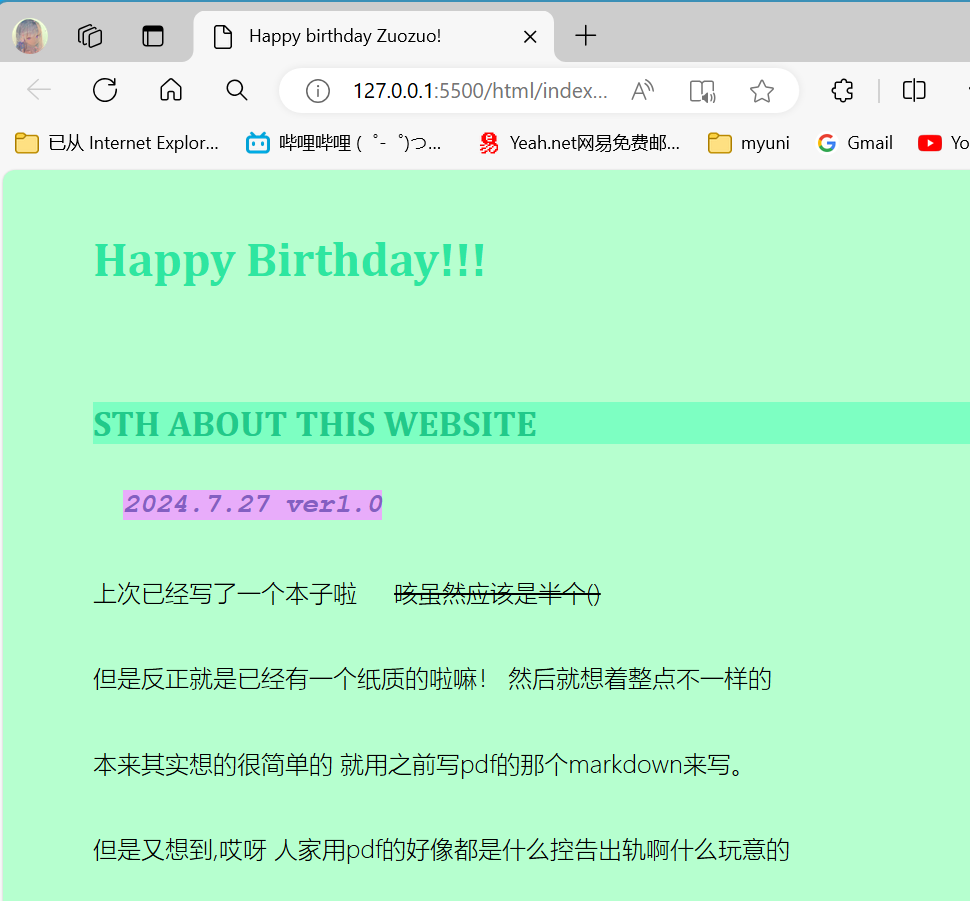 Happy birthday Zuozuo!
127.0.0.1:5500/html/index...
已从 Internet Explor... 哔哩哔哩 (゜-゜)つ... Yeah.net网易免费邮... myuni Gmail Yo
Happy Birthday!!!
STH ABOUT THIS WEBSITE
2024.7.27 ver1.0
上次已经写了一个本子啦 咳虽然应该是半个()
但是反正就是已经有一个纸质的啦嘛！ 然后就想着整点不一样的
本来其实想的很简单的 就用之前写pdf的那个markdown来写。
但是又想到,哎呀 人家用pdf的好像都是什么控告出轨啊什么玩意的